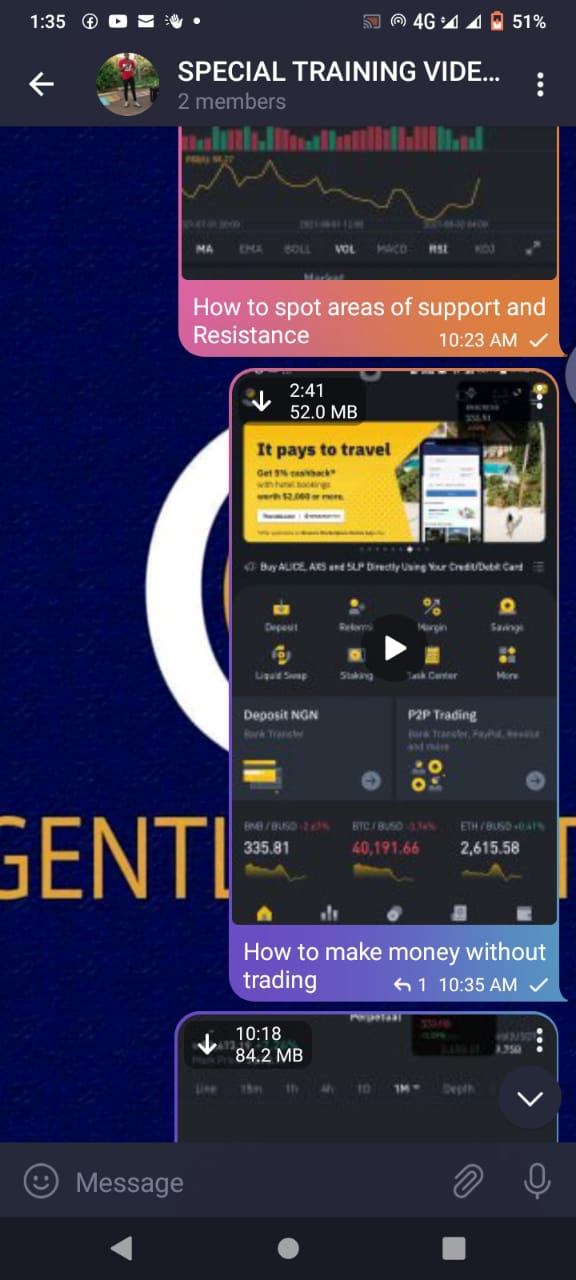 1:35
4G
51%
SPECIAL TRAINING VIDE...
2 members
MA EMA BOLL VOL MACD RSI KDJ
Market
How to spot areas of support and
Resistance
10:23 AM
2:41
52.0 MB
It pays to travel
Get 5% cashback*
with hotel bookings
worth $2,000 or more.
Buy ALICE, AXS and SLP Directly Using Your Credit/Debit Card
Deposit Margin Savings
Liquid Swap Staking Task Center More
Deposit NGN
Bank Transfer
P2P Trading
Bank Transfer, PayPal, Revolut
and more
BNB / BUSD BTC / BUSD ETH / BUSD +0.41%
335.81 40,191.66 2,615.58
GENTL
How to make money without
trading
1 10:35 AM
Perpetual
10:18
84.2 MB
Line 15m 1h 4h 1D 1M Depth
Message